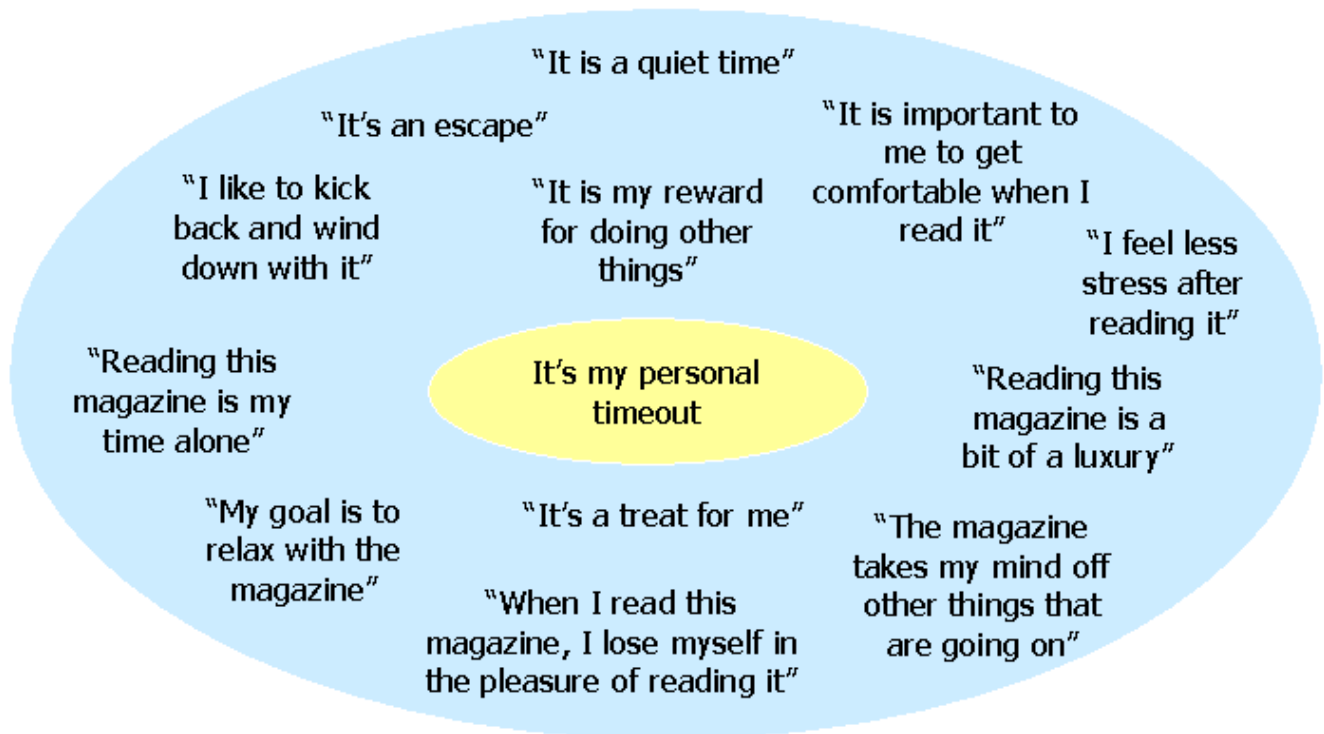 “It is a quiet time”
“It’s an escape”
“It is important to
me to get
comfortable when I
read it”
“I like to kick
back and wind
down with it”
“It is my reward
for doing other
things”
“I feel less
stress after
reading it”
“Reading this
magazine is my
time alone”
It’s my personal
timeout
“Reading this
magazine is a
bit of a luxury”
“My goal is to
relax with the
magazine”
“It’s a treat for me”
“The magazine
takes my mind off
other things that
are going on”
“When I read this
magazine, I lose myself in
the pleasure of reading it”